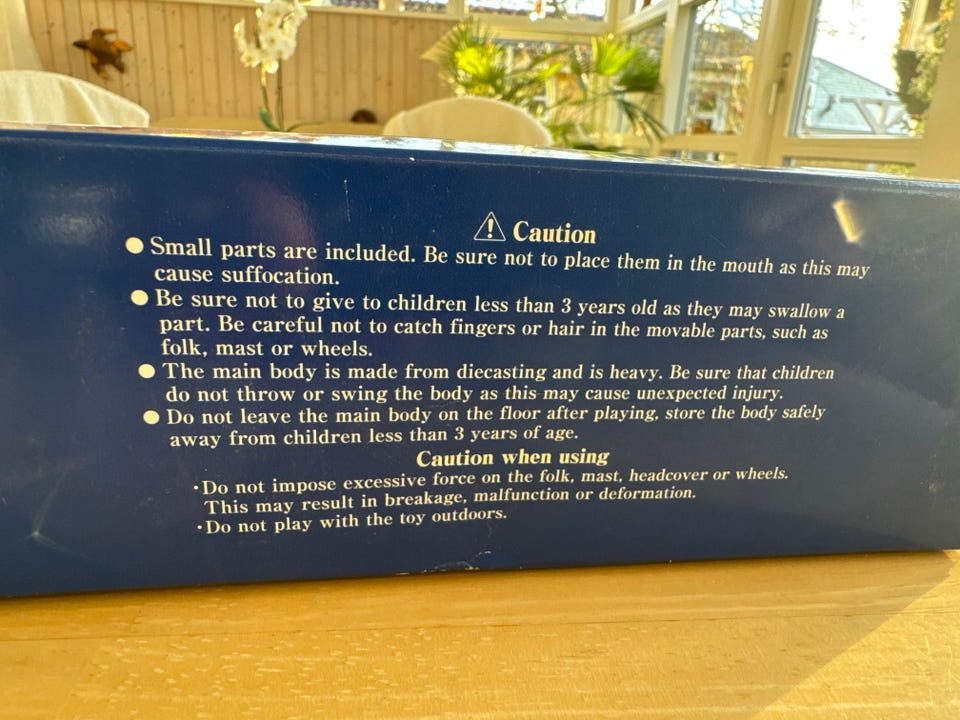 ⚠ Caution
● Small parts are included. Be sure not to place them in the mouth as this may
cause suffocation.
● Be sure not to give to children less than 3 years old as they may swallow a
part. Be careful not to catch fingers or hair in the movable parts, such as
folk, mast or wheels.
● The main body is made from diecasting and is heavy. Be sure that children
do not throw or swing the body as this may cause unexpected injury.
● Do not leave the main body on the floor after playing, store the body safely
away from children less than 3 years of age.
Caution when using
・Do not impose excessive force on the folk, mast, headcover or wheels.
This may result in breakage, malfunction or deformation.
・Do not play with the toy outdoors.